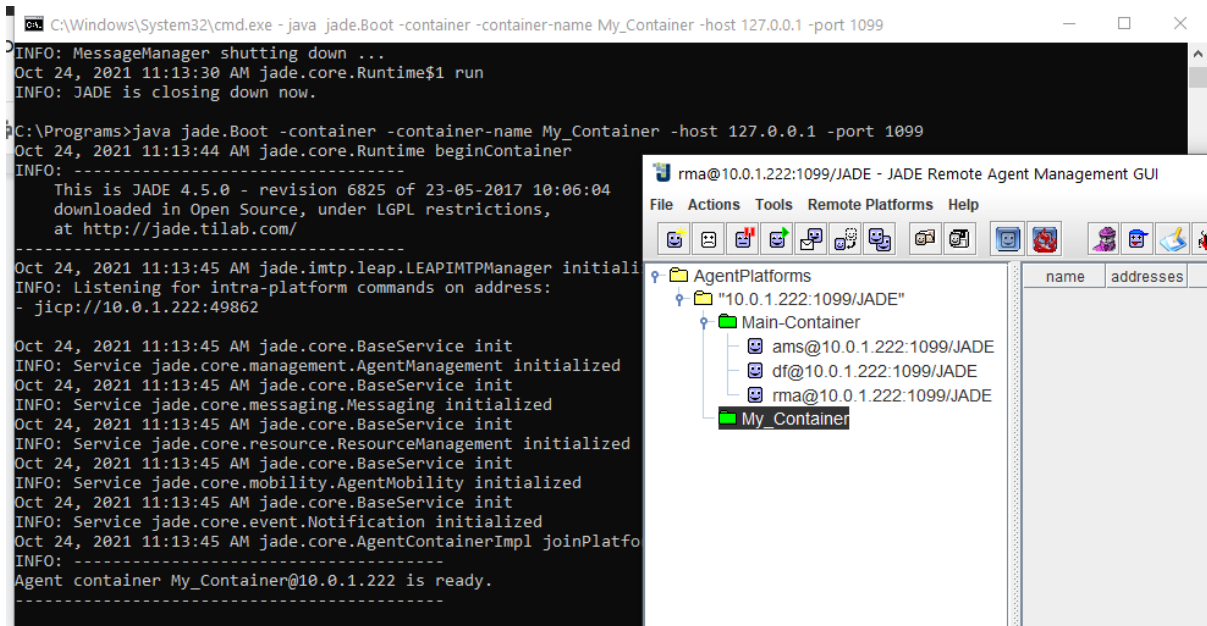 C:\Windows\System32\cmd.exe - java  jade.Boot -container -container-name My_Container -host 127.0.0.1 -port 1099
INFO: MessageManager shutting down ...
Oct 24, 2021 11:13:30 AM jade.core.Runtime$1 run
INFO: JADE is closing down now.
C:\Programs>java jade.Boot -container -container-name My_Container -host 127.0.0.1 -port 1099
Oct 24, 2021 11:13:44 AM jade.core.Runtime beginContainer
INFO: ----------------------------------
This is JADE 4.5.0 - revision 6825 of 23-05-2017 10:06:04
downloaded in Open Source, under LGPL restrictions,
at http://jade.tilab.com/
----------------------------------------
Oct 24, 2021 11:13:45 AM jade.imtp.leap.LEAPIMTPManager initiali
INFO: Listening for intra-platform commands on address:
- jicp://10.0.1.222:49862
Oct 24, 2021 11:13:45 AM jade.core.BaseService init
INFO: Service jade.core.management.AgentManagement initialized
Oct 24, 2021 11:13:45 AM jade.core.BaseService init
INFO: Service jade.core.messaging.Messaging initialized
Oct 24, 2021 11:13:45 AM jade.core.BaseService init
INFO: Service jade.core.resource.ResourceManagement initialized
Oct 24, 2021 11:13:45 AM jade.core.BaseService init
INFO: Service jade.core.mobility.AgentMobility initialized
Oct 24, 2021 11:13:45 AM jade.core.BaseService init
INFO: Service jade.core.event.Notification initialized
Oct 24, 2021 11:13:45 AM jade.core.AgentContainerImpl joinPlatfo
INFO: --------------------------------------
Agent container My_Container@10.0.1.222 is ready.
--------------------------------------------
rma@10.0.1.222:1099/JADE - JADE Remote Agent Management GUI
File Actions Tools Remote Platforms Help
AgentPlatforms
"10.0.1.222:1099/JADE"
Main-Container
ams@10.0.1.222:1099/JADE
df@10.0.1.222:1099/JADE
rma@10.0.1.222:1099/JADE
My_Container
name addresses